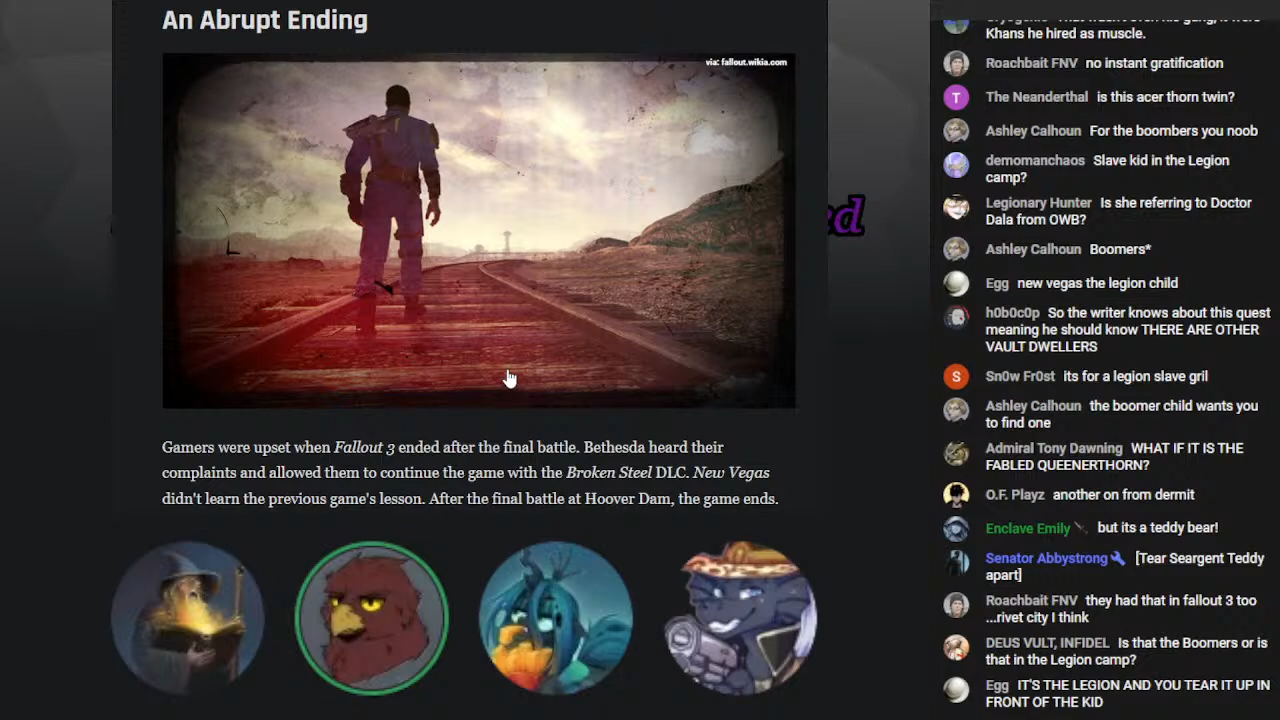 An Abrupt Ending
via: fallout.wikia.com
Gamers were upset when Fallout 3 ended after the final battle. Bethesda heard their
complaints and allowed them to continue the game with the Broken Steel DLC. New Vegas
didn't learn the previous game's lesson. After the final battle at Hoover Dam, the game ends.
ed
Khans he hired as muscle.
Roachbait FNV no instant gratification
T
The Neanderthal is this acer thorn twin?
Ashley Calhoun For the boombers you noob
demomanchaos Slave kid in the Legion
camp?
Legionary Hunter Is she referring to Doctor
Dala from OWB?
Ashley Calhoun Boomers*
Egg new vegas the legion child
h0b0c0p So the writer knows about this quest
meaning he should know THERE ARE OTHER
VAULT DWELLERS
S
Sn0w Fr0st its for a legion slave gril
Ashley Calhoun the boomer child wants you
to find one
Admiral Tony Dawning WHAT IF IT IS THE
FABLED QUEENERTHORN?
O.F. Playz another on from dermit
Enclave Emily but its a teddy bear!
Senator Abbystrong [Tear Seargent Teddy
apart]
Roachbait FNV they had that in fallout 3 too
...rivet city I think
DEUS VULT, INFIDEL Is that the Boomers or is
that in the Legion camp?
Egg IT'S THE LEGION AND YOU TEAR IT UP IN
FRONT OF THE KID